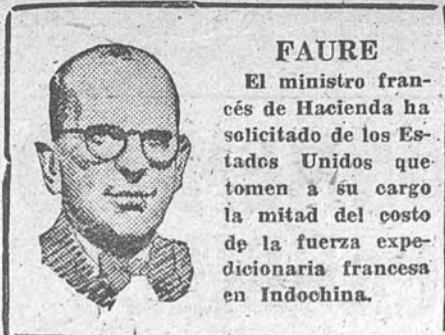 FAURE
El ministro fran-
cés de Hacienda ha
solicitado de los Es-
tados Unidos que
tomen a su cargo
la mitad del costo
de la fuerza expe-
dicionaria francesa
en Indochina.